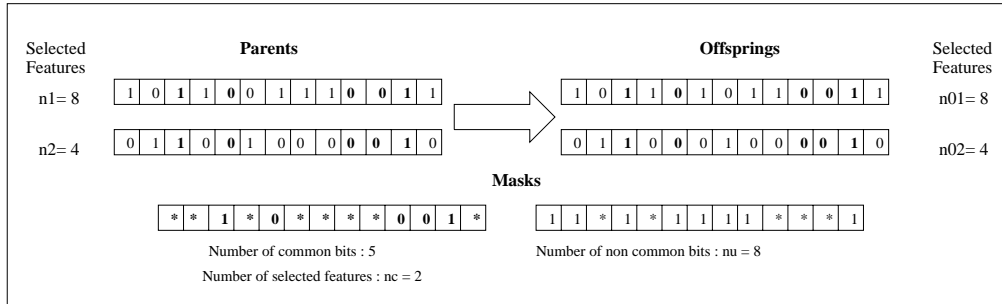 Selected Features
Parents
Offsprings
Selected Features
n1= 8
1 0 1 1 0 0 1 1 1 0 0 1 1
1 0 1 1 0 1 0 1 1 0 0 1 1
n01= 8
n2= 4
0 1 1 0 0 1 0 0 0 0 0 1 0
0 1 1 0 0 0 1 0 0 0 0 1 0
n02= 4
Masks
* * 1 * 0 * * * * 0 0 1 *
1 1 * 1 * 1 1 1 1 * * * 1
Number of common bits : 5
Number of non common bits : nu = 8
Number of selected features : nc = 2